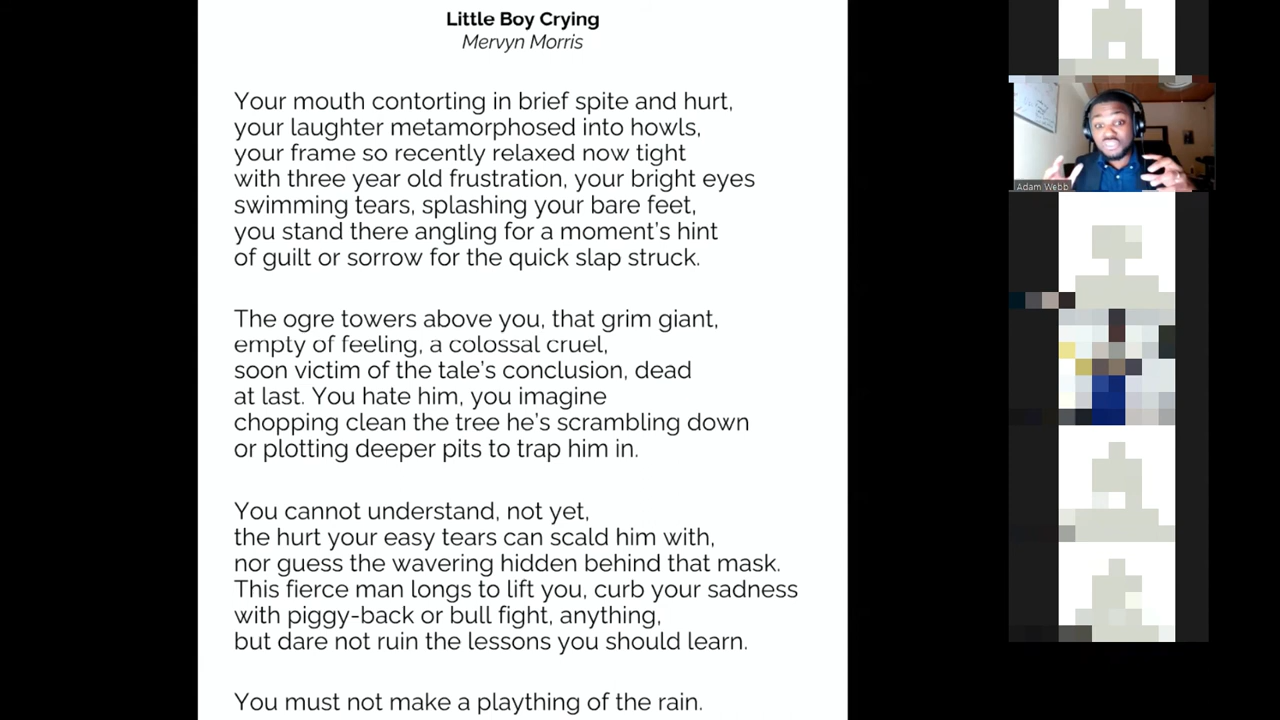 Little Boy Crying
Mervyn Morris
Your mouth contorting in brief spite and hurt,
your laughter metamorphosed into howls,
your frame so recently relaxed now tight
with three year old frustration, your bright eyes
swimming tears, splashing your bare feet,
you stand there angling for a moment's hint
of guilt or sorrow for the quick slap struck.
The ogre towers above you, that grim giant,
empty of feeling, a colossal cruel,
soon victim of the tale's conclusion, dead
at last. You hate him, you imagine
chopping clean the tree he's scrambling down
or plotting deeper pits to trap him in.
You cannot understand, not yet,
the hurt your easy tears can scald him with,
nor guess the wavering hidden behind that mask.
This fierce man longs to lift you, curb your sadness
with piggy-back or bull fight, anything,
but dare not ruin the lessons you should learn.
You must not make a plaything of the rain.
Adam Webb